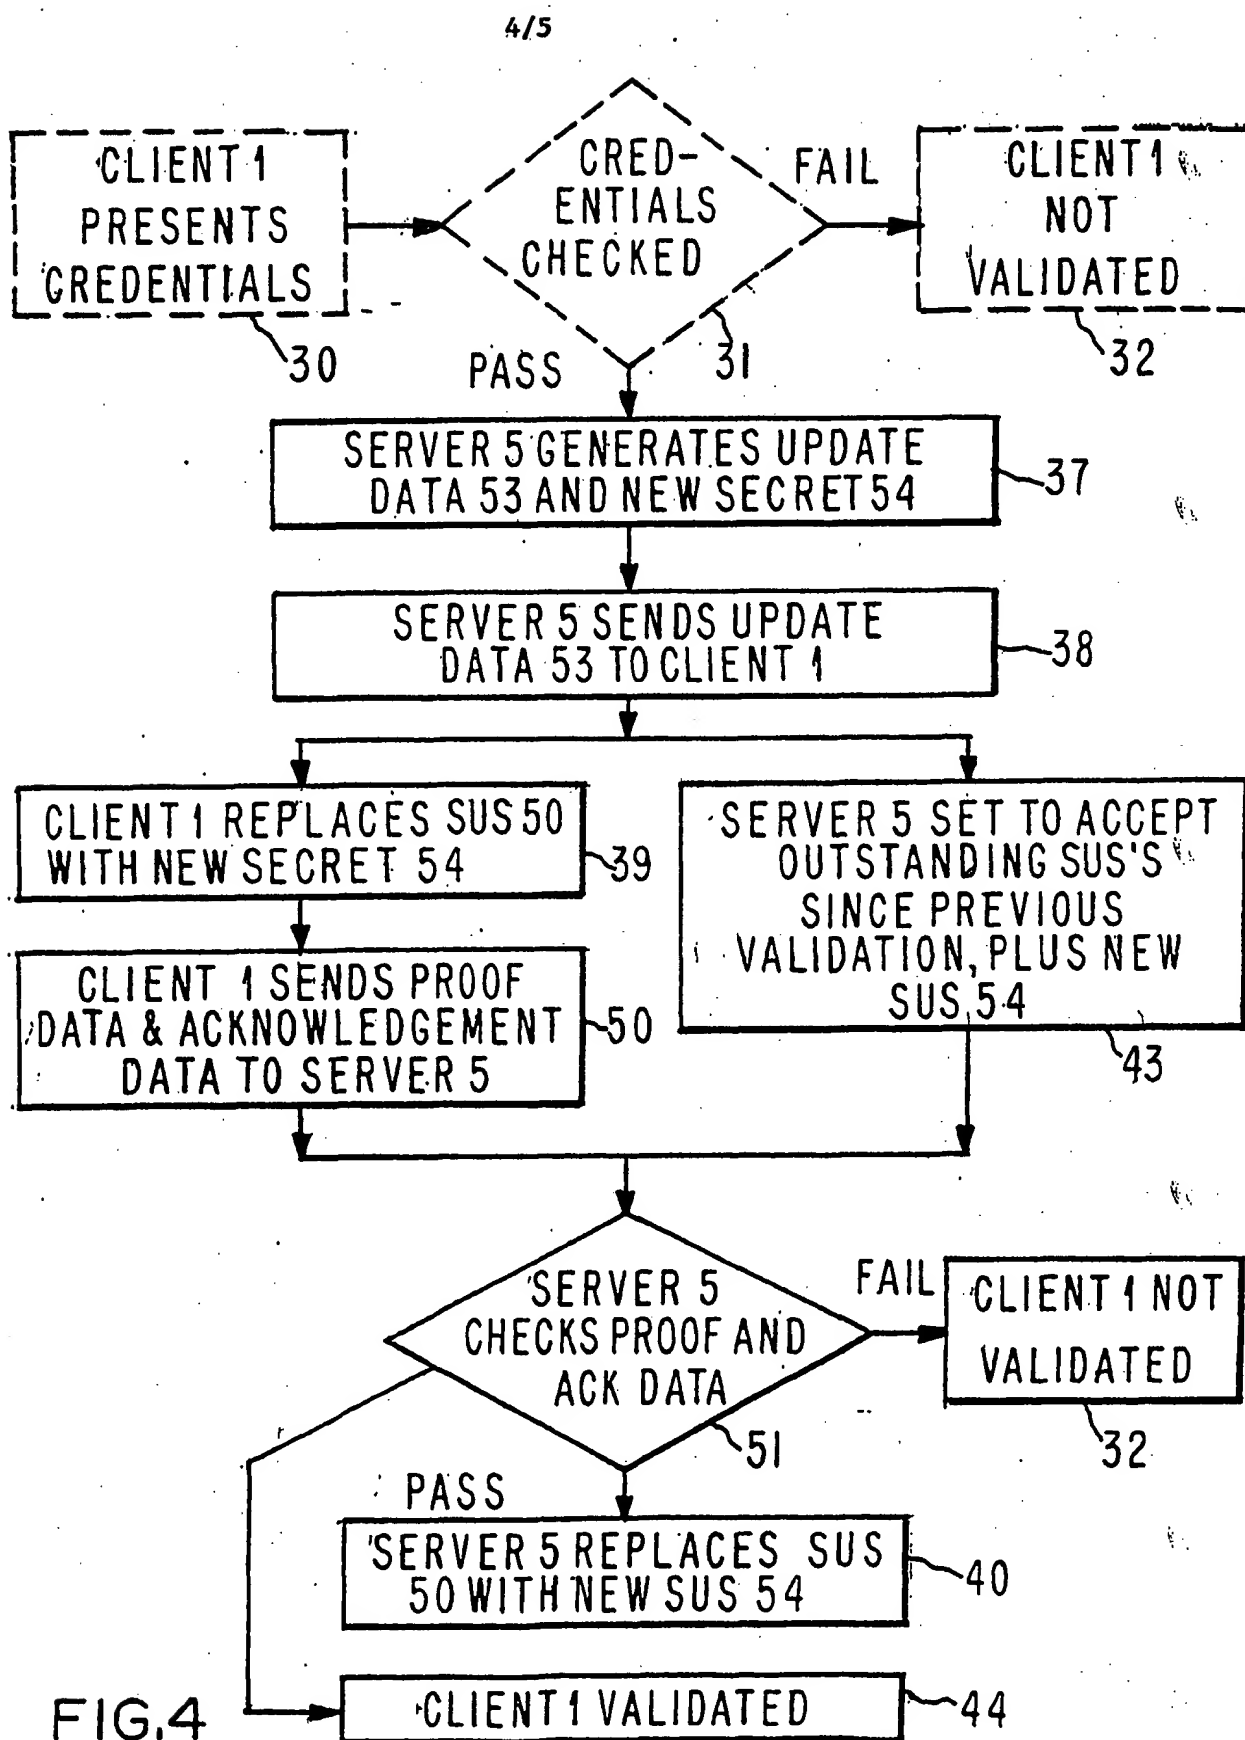 4/5
CLIENT 1
PRESENTS
CREDENTIALS
30
CRED-
ENTIALS
CHECKED
31
FAIL
CLIENT 1
NOT
VALIDATED
32
PASS
SERVER 5 GENERATES UPDATE
DATA 53 AND NEW SECRET 54
37
SERVER 5 SENDS UPDATE
DATA 53 TO CLIENT 1
38
CLIENT 1 REPLACES SUS 50
WITH NEW SECRET 54
39
CLIENT 1 SENDS PROOF
DATA & ACKNOWLEDGEMENT
DATA TO SERVER 5
50
SERVER 5 SET TO ACCEPT
OUTSTANDING SUS'S
SINCE PREVIOUS
VALIDATION, PLUS NEW
SUS 54
43
SERVER 5
CHECKS PROOF AND
ACK DATA
51
FAIL
CLIENT 1 NOT
VALIDATED
32
PASS
SERVER 5 REPLACES SUS
50 WITH NEW SUS 54
40
CLIENT 1 VALIDATED
44
FIG.4